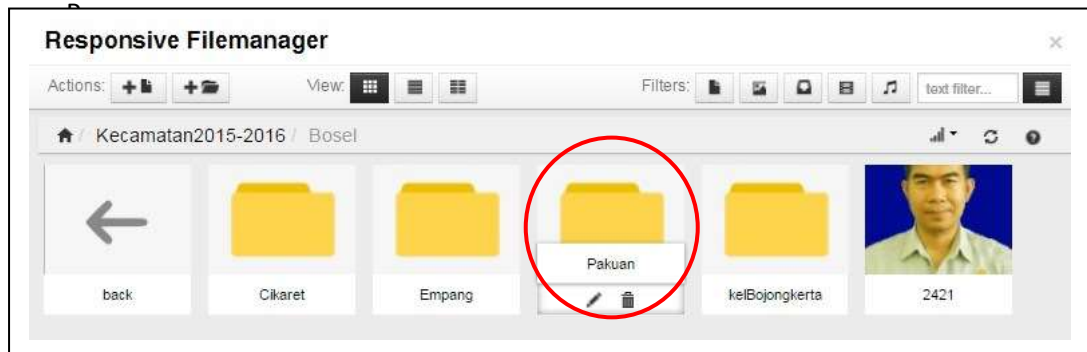 Responsive Filemanager
×
Actions: View: Filters: text filter...
Kecamatan2015-2016 / Bosel
Pakuan
back Cikaret Empang kelBojongkerta 2421